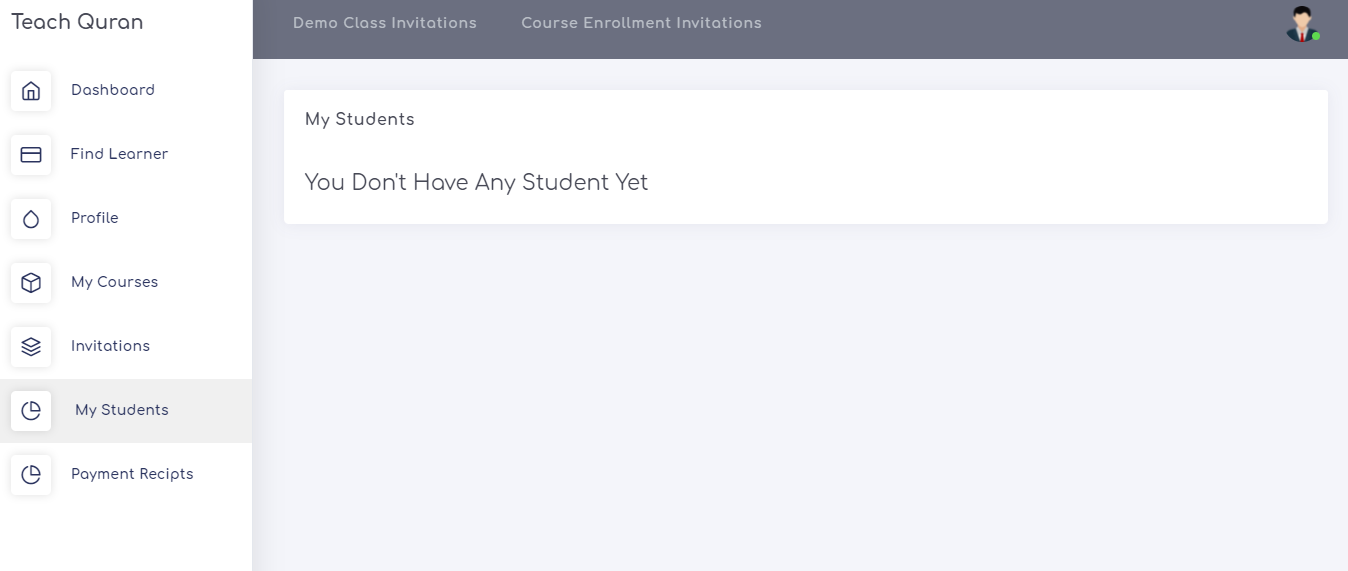 Teach Quran
Demo Class Invitations
Course Enrollment Invitations
Dashboard
Find Learner
Profile
My Courses
Invitations
My Students
Payment Recipts
My Students
You Don't Have Any Student Yet